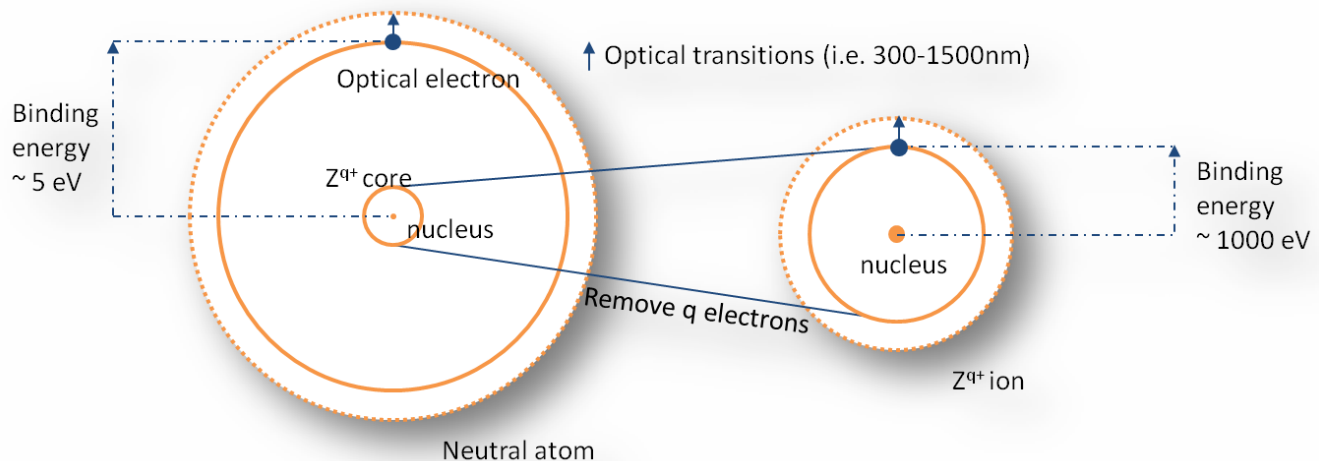 Optical electron
Optical transitions (i.e. 300-1500nm)
Binding
energy
~ 5 eV
Z^q+ core
nucleus
Remove q electrons
nucleus
Binding
energy
~ 1000 eV
Z^q+ ion
Neutral atom